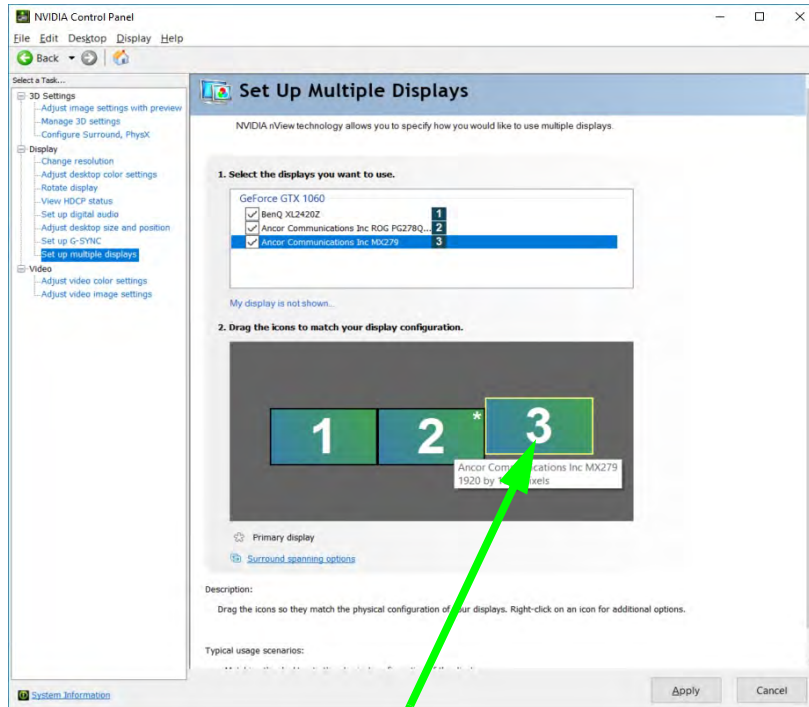 NVIDIA Control Panel
File Edit Desktop Display Help
Back
Select a Task...
3D Settings
Adjust image settings with preview
Manage 3D settings
Configure Surround, PhysX
Display
Change resolution
Adjust desktop color settings
Rotate display
View HDCP status
Set up digital audio
Adjust desktop size and position
Set up G-SYNC
Set up multiple displays
Video
Adjust video color settings
Adjust video image settings
System Information
Set Up Multiple Displays
NVIDIA nView technology allows you to specify how you would like to use multiple displays.
1. Select the displays you want to use.
GeForce GTX 1060
BenQ XL2420Z 1
Ancor Communications Inc ROG PG278Q... 2
Ancor Communications Inc MX279 3
My display is not shown...
2. Drag the icons to match your display configuration.
1 2 * 3
Ancor Communications Inc MX279
1920 by
Primary display
Surround spanning options
Description:
Drag the icons so they match the physical configuration of your displays. Right-click on an icon for additional options.
Typical usage scenarios:
Apply Cancel